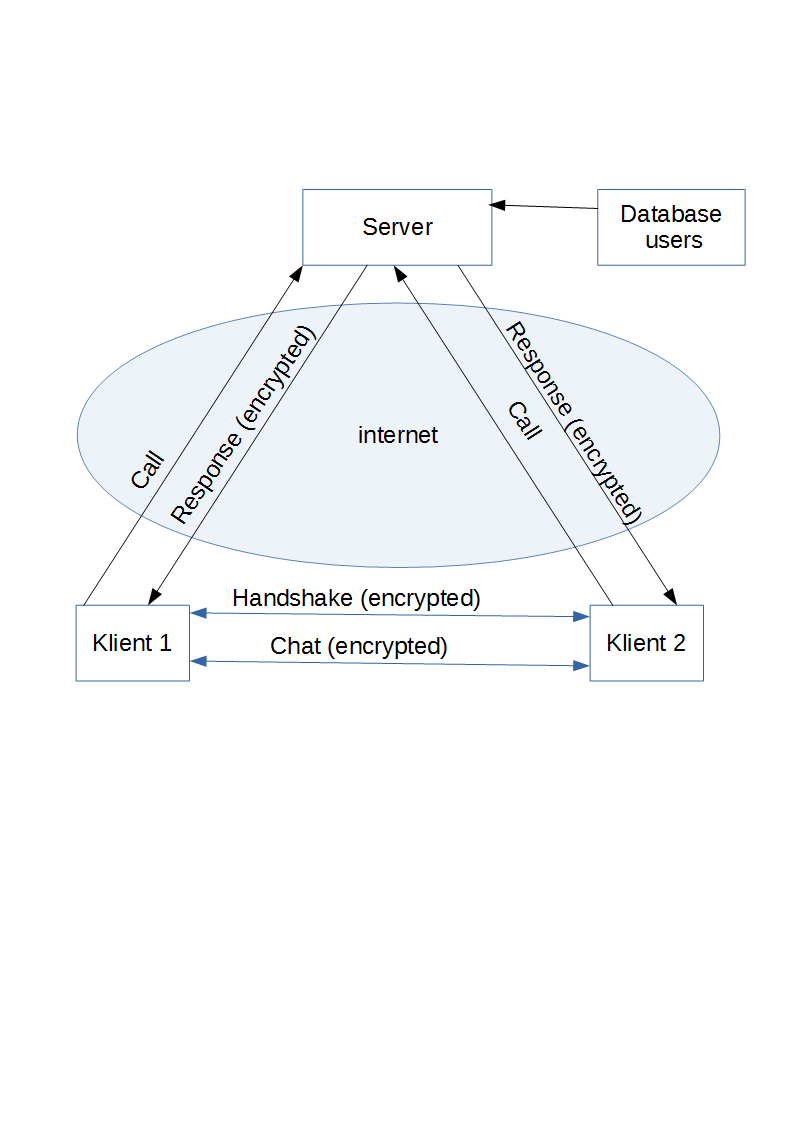 Server
Database
users
Response (encrypted)
Response (encrypted)
Call
internet
Call
Handshake (encrypted)
Klient 1
Chat (encrypted)
Klient 2